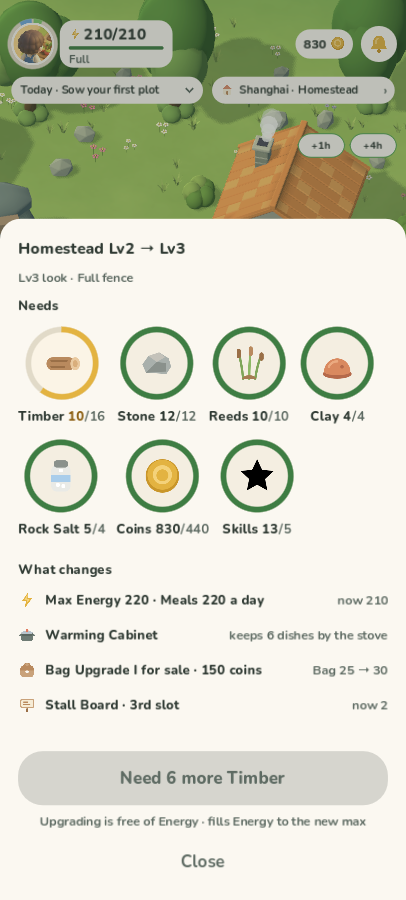 210/210
Full
830
Today · Sow your first plot
Shanghai · Homestead ›
+1h +4h
Homestead Lv2 → Lv3
Lv3 look · Full fence
Needs
Timber 10/16 Stone 12/12 Reeds 10/10 Clay 4/4
Rock Salt 5/4 Coins 830/440 Skills 13/5
What changes
Max Energy 220 · Meals 220 a day now 210
Warming Cabinet keeps 6 dishes by the stove
Bag Upgrade I for sale · 150 coins Bag 25 → 30
Stall Board · 3rd slot now 2
Need 6 more Timber
Upgrading is free of Energy · fills Energy to the new max
Close